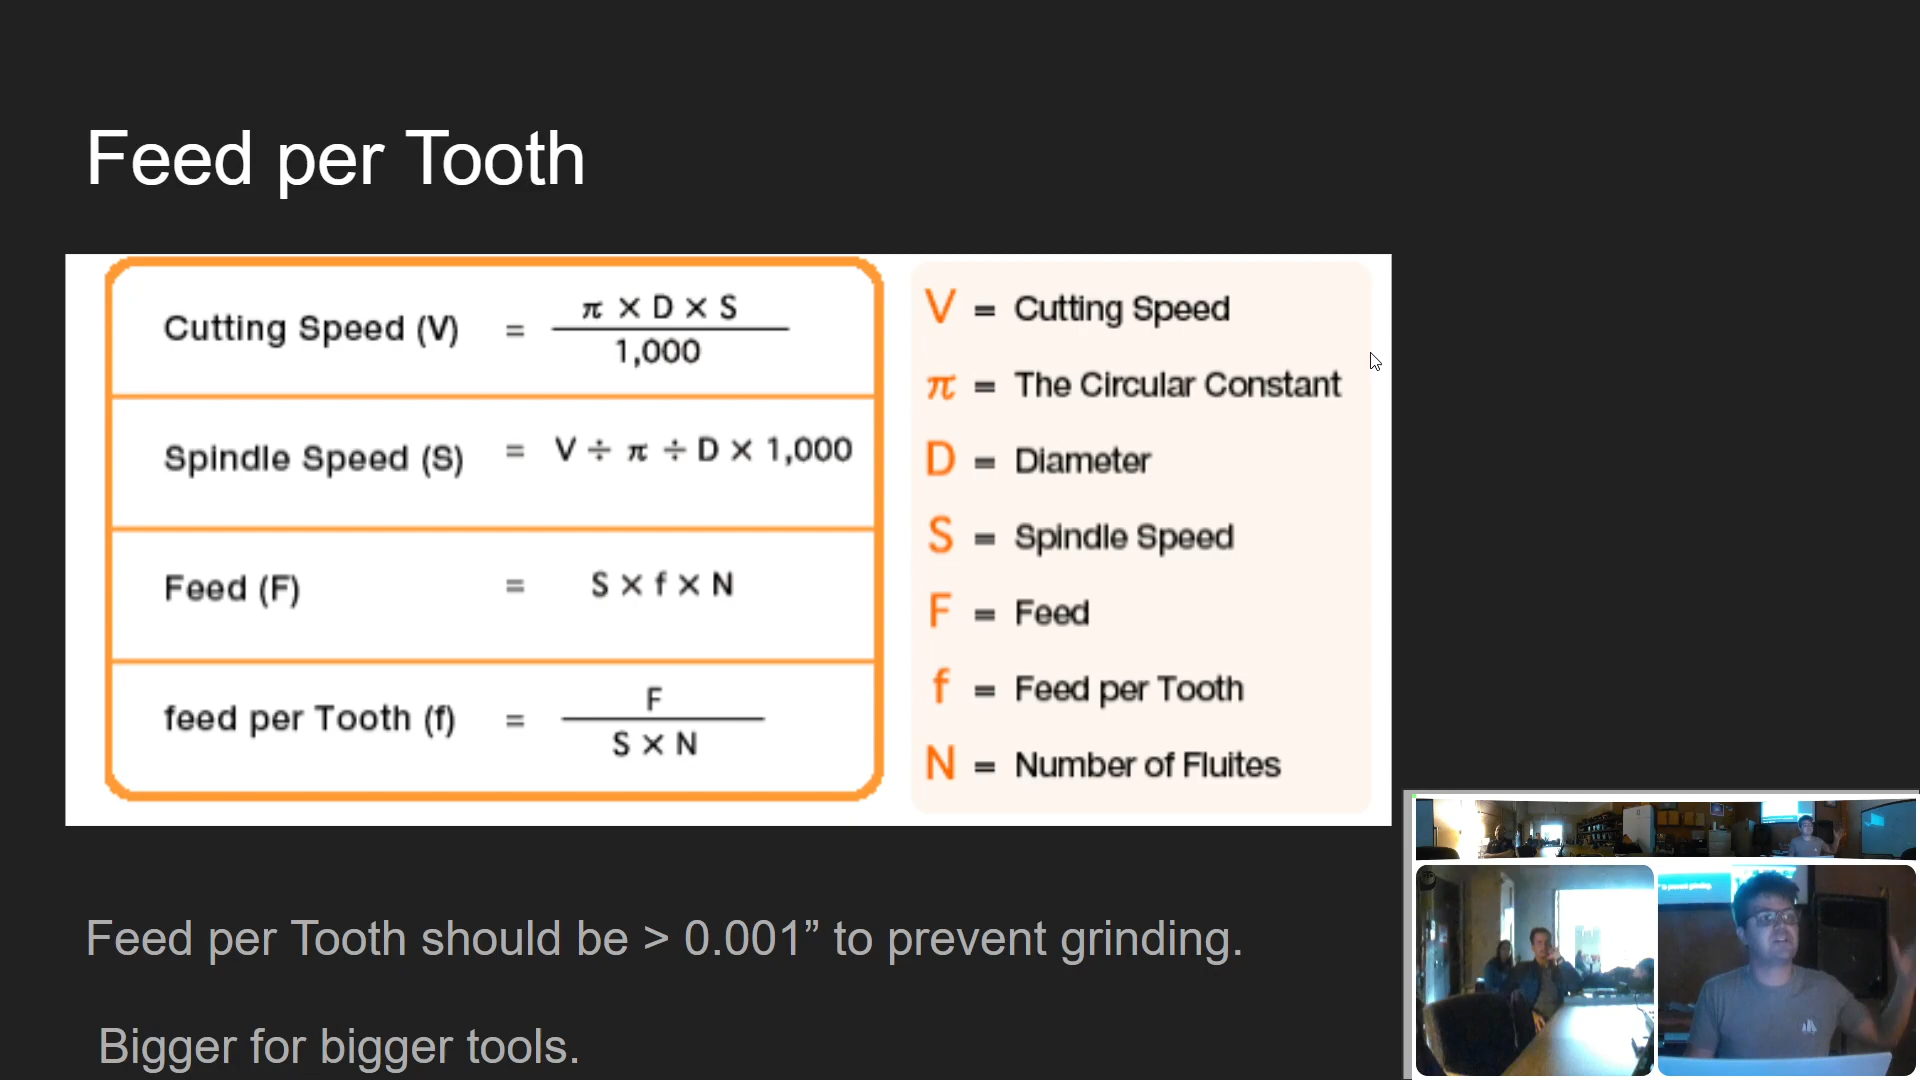 Feed per Tooth
Cutting Speed (V) = π × D × S
1,000
Spindle Speed (S) = V ÷ π ÷ D × 1,000
Feed (F) = S × f × N
feed per Tooth (f) = F
S × N
V = Cutting Speed
π = The Circular Constant
D = Diameter
S = Spindle Speed
F = Feed
f = Feed per Tooth
N = Number of Fluites
Feed per Tooth should be > 0.001” to prevent grinding.
Bigger for bigger tools.